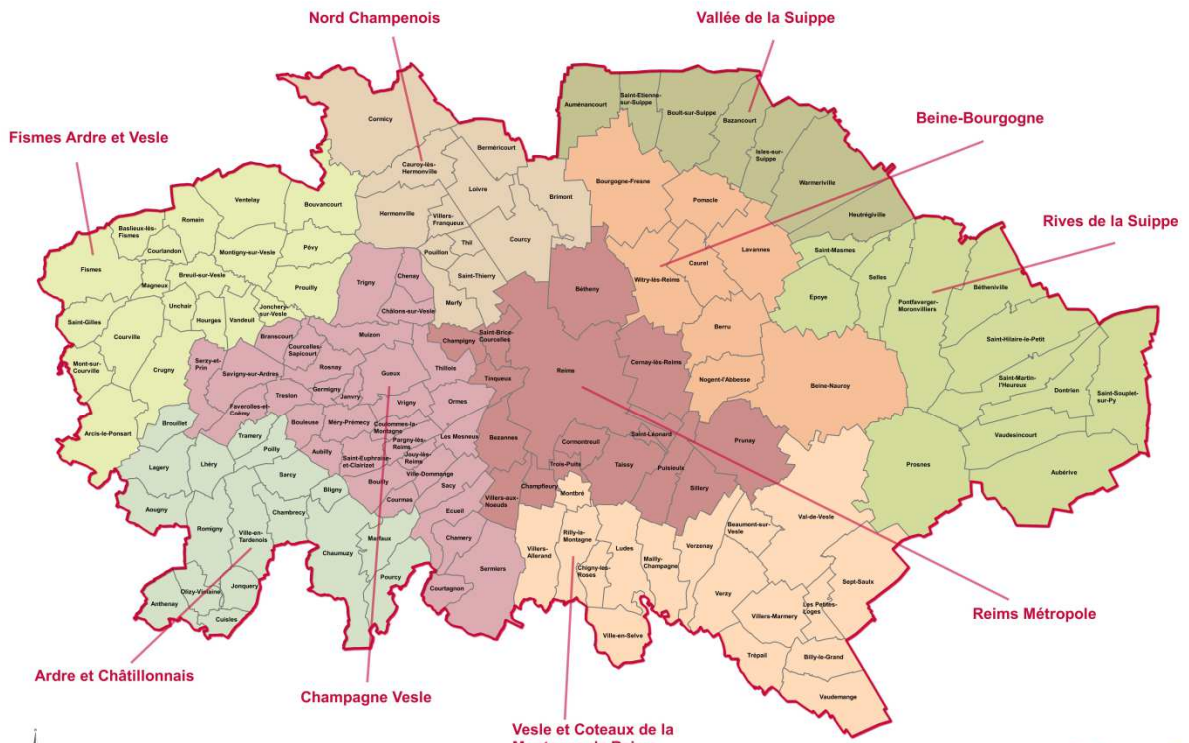 Nord Champenois
Vallée de la Suippe
Fismes Ardre et Vesle
Beine-Bourgogne
Rives de la Suippe
Reims Métropole
Ardre et Châtillonnais
Champagne Vesle
Vesle et Coteaux de la
Cormicy
Berméricourt
Cauroy-lès-
Hermonville
Loivre
Brimont
Hermonville
Villers-
Franqueux
Courcy
Thil
Pouillon
Saint-Thierry
Merfy
Auménancourt
Saint-Etienne-
sur-Suippe
Boult-sur-Suippe
Bazancourt
Isles-sur-
Suippe
Warmeriville
Heutrégiville
Bourgogne-Fresne
Pomacle
Lavannes
Caurel
Witry-lès-Reims
Berru
Nogent-l'Abbesse
Beine-Nauroy
Saint-Masmes
Selles
Epoye
Pontfaverger-
Moronvilliers
Bétheniville
Saint-Hilaire-le-Petit
Saint-Martin-
l'Heureux
Dontrien
Saint-Souplet-
sur-Py
Vaudesincourt
Aubérive
Prosnes
Ventelay
Bouvancourt
Romain
Baslieux-lès-
Fismes
Courlandon
Montigny-sur-Vesle
Pévy
Fismes
Breuil-sur-Vesle
Magneux
Prouilly
Unchair
Hourges
Vandeuil
Jonchery-
sur-Vesle
Saint-Gilles
Courville
Mont-sur-
Courville
Crugny
Arcis-le-Ponsart
Trigny
Chenay
Châlons-sur-Vesle
Muizon
Branscourt
Courcelles-
Sapicourt
Serzy-et-
Prin
Savigny-sur-Ardres
Rosnay
Gueux
Thillois
Germigny
Janvry
Treslon
Vrigny
Ormes
Faverolles-et-
Coëmy
Bouleuse
Méry-Prémecy
Coulommes-la-
Montagne
Pargny-lès-
Reims
Les Mesneux
Aubilly
Saint-Euphraise-
et-Clairizet
Jouy-lès-
Reims
Ville-Dommange
Bouilly
Sacy
Courmas
Ecueil
Chamery
Sermiers
Courtagnon
Brouillet
Tramery
Poilly
Lagery
Lhéry
Sarcy
Bligny
Aougny
Chambrecy
Romigny
Ville-en-
Tardenois
Chaumuzy
Marfaux
Pourcy
Jonquery
Olizy-Violaine
Anthenay
Cuisles
Bétheny
Saint-Brice-
Courcelles
Champigny
Reims
Cernay-lès-Reims
Tinqueux
Bezannes
Cormontreuil
Saint-Léonard
Trois-Puits
Taissy
Puisieulx
Prunay
Sillery
Champfleury
Villers-aux-
Noeuds
Montbré
Rilly-la-
Montagne
Villers-
Allerand
Chigny-les-
Roses
Ludes
Mailly-
Champagne
Verzenay
Beaumont-sur-
Vesle
Val-de-Vesle
Verzy
Sept-Saulx
Les Petites-
Loges
Villers-Marmery
Ville-en-Selve
Trépail
Billy-le-Grand
Vaudemange